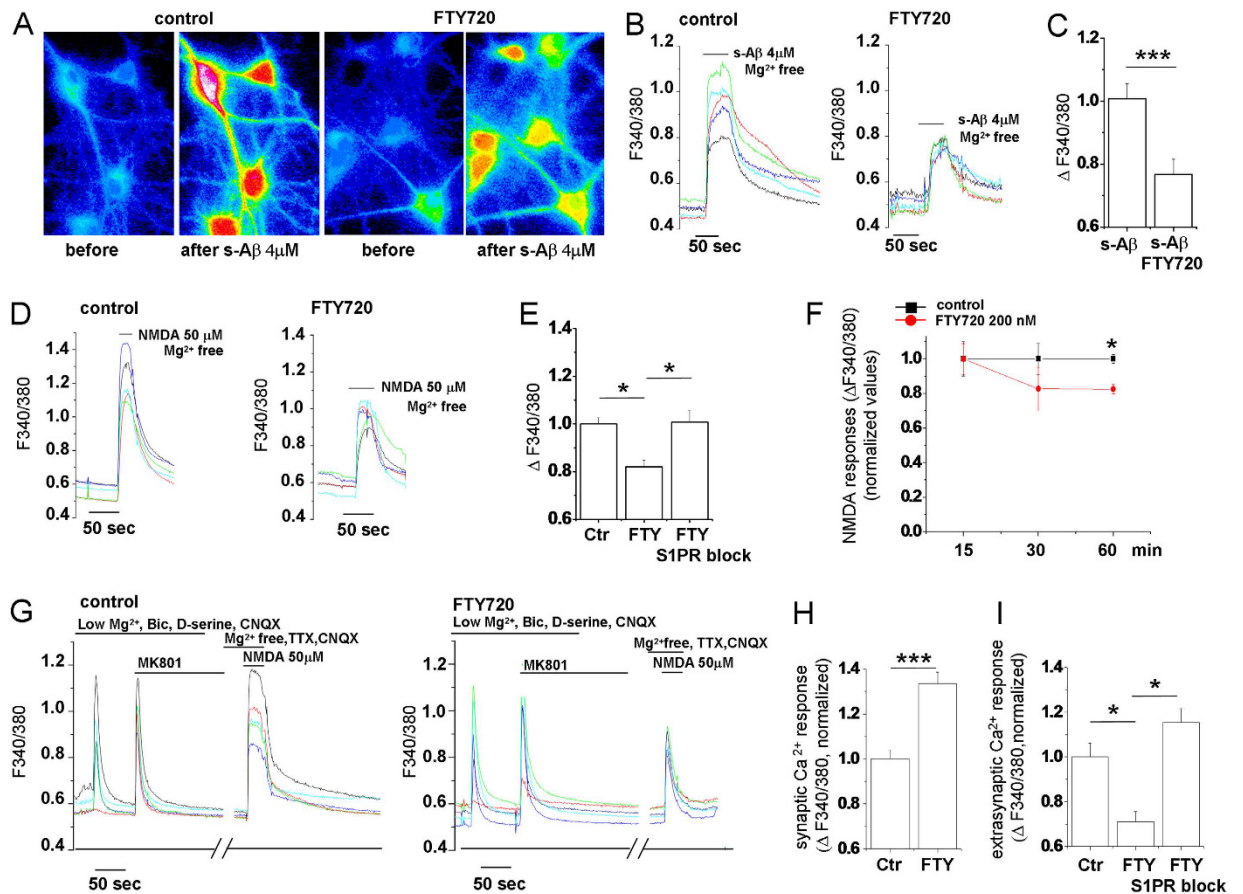 A
control
FTY720
before
after s-Aβ 4μM
before
after s-Aβ 4μM
B
control
FTY720
s-Aβ 4μM
Mg²⁺ free
s-Aβ 4μM
Mg²⁺ free
F340/380
1.2
1.0
0.8
0.6
0.4
50 sec
F340/380
1.2
1.0
0.8
0.6
0.4
50 sec
C
***
Δ F340/380
1.2
1.0
0.8
0.6
s-Aβ
s-Aβ
FTY720
D
control
FTY720
NMDA 50 μM
Mg²⁺ free
NMDA 50 μM
Mg²⁺ free
F340/380
1.4
1.2
1.0
0.8
0.6
0.4
50 sec
F340/380
1.4
1.2
1.0
0.8
0.6
0.4
50 sec
E
*
*
Δ F340/380
1.4
1.2
1.0
0.8
0.6
Ctr
FTY
FTY
S1PR block
F
control
FTY720 200 nM
*
NMDA responses (ΔF340/380)
(normalized values)
1.0
0.8
0.6
0.4
0.2
0.0
15
30
60
min
G
control
Low Mg²⁺, Bic, D-serine, CNQX
Mg²⁺ free,TTX,CNQX
MK801
NMDA 50μM
F340/380
1.4
1.2
1.0
0.8
0.6
0.4
50 sec
FTY720
Low Mg²⁺, Bic, D-serine, CNQX
Mg²⁺free, TTX,CNQX
MK801
NMDA 50μM
F340/380
1.4
1.2
1.0
0.8
0.6
0.4
50 sec
H
***
synaptic Ca²⁺ response
(Δ F340/380, normalized)
1.4
1.2
1.0
0.8
0.6
Ctr
FTY
I
*
*
extrasynaptic Ca²⁺ response
(Δ F340/380,normalized)
1.4
1.2
1.0
0.8
0.6
Ctr
FTY
FTY
S1PR block